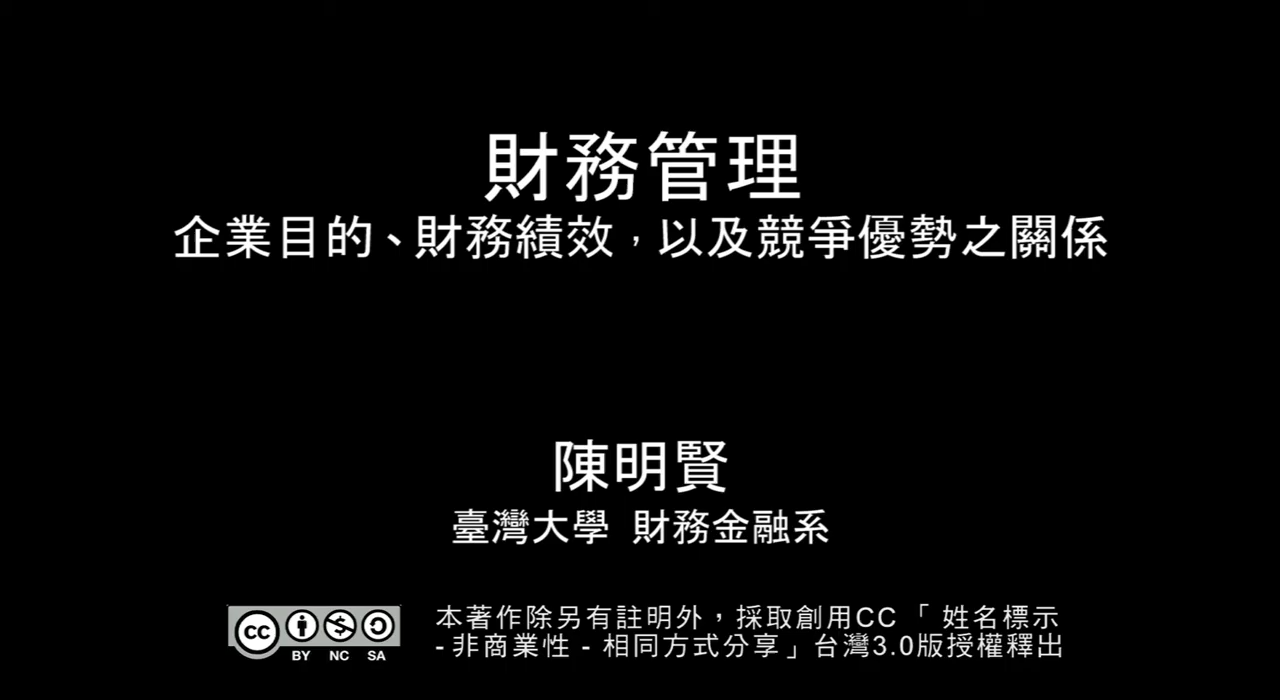 財務管理
企業目的、財務績效，以及競爭優勢之關係
陳明賢
臺灣大學 財務金融系
cc BY NC SA
本著作除另有註明外，採取創用CC「 姓名標示
- 非商業性 - 相同方式分享」台灣3.0版授權釋出